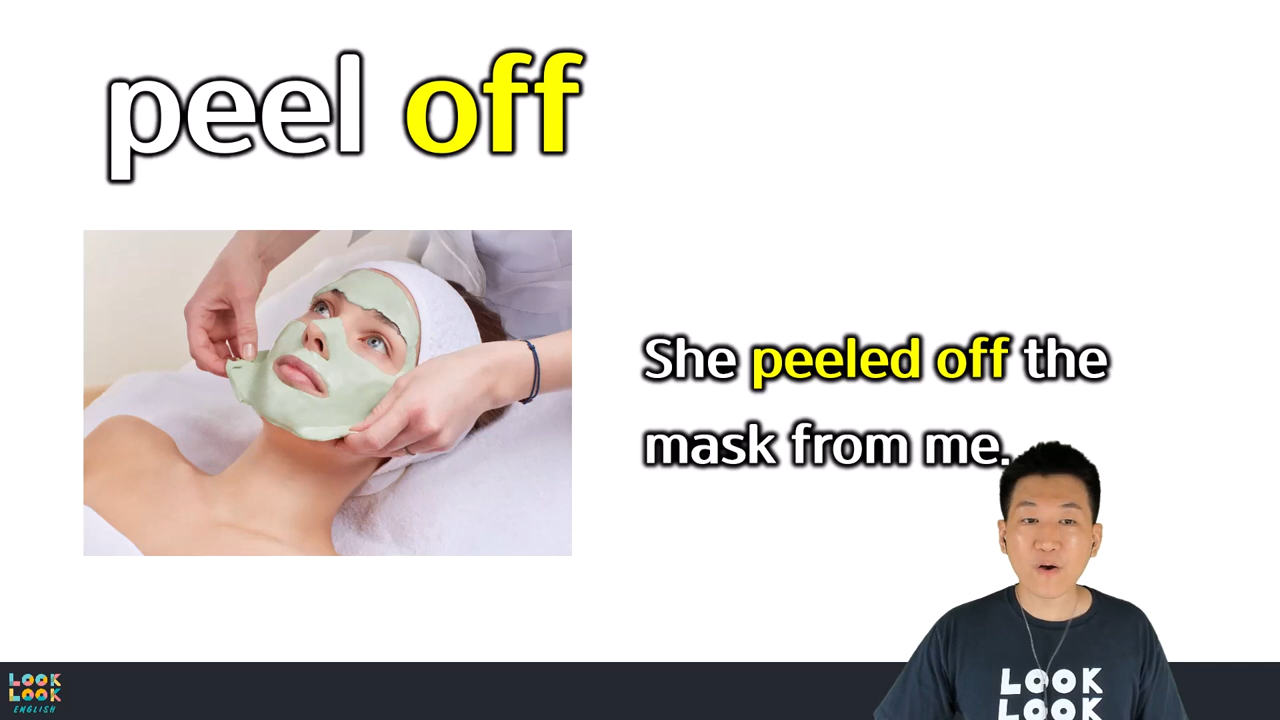 peel off
She peeled off the
mask from me.
LOOK
LOOK
ENGLISH
LOOK
LOOK